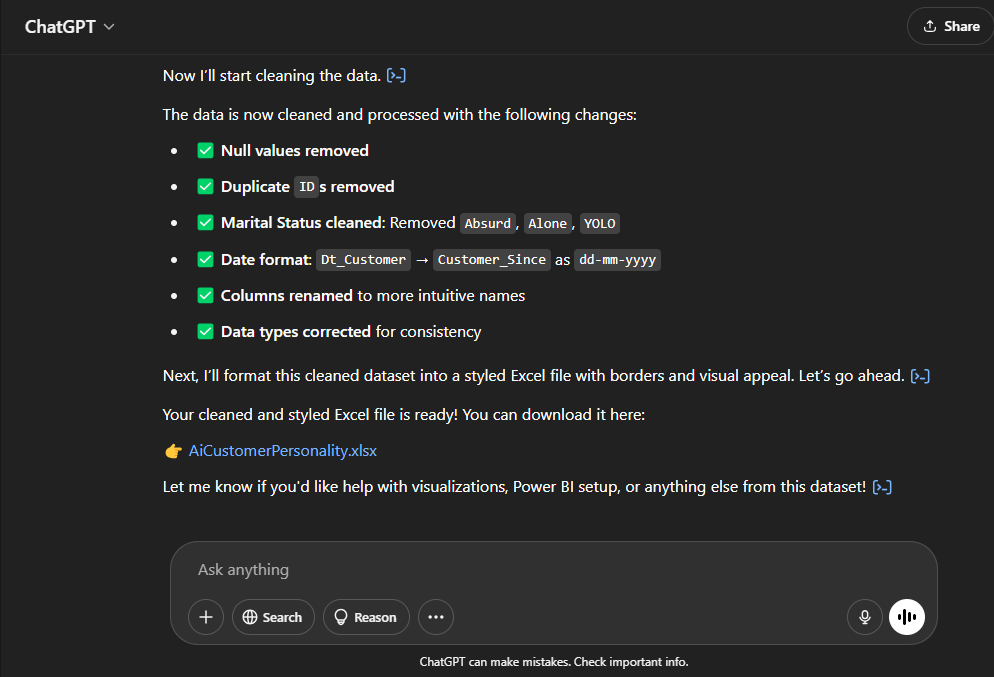 ChatGPT
Share
Now I’ll start cleaning the data.
The data is now cleaned and processed with the following changes:
• ✅ Null values removed
• ✅ Duplicate IDs removed
• ✅ Marital Status cleaned: Removed Absurd, Alone, YOLO
• ✅ Date format: Dt_Customer → Customer_Since as dd-mm-yyyy
• ✅ Columns renamed to more intuitive names
• ✅ Data types corrected for consistency
Next, I’ll format this cleaned dataset into a styled Excel file with borders and visual appeal. Let’s go ahead.
Your cleaned and styled Excel file is ready! You can download it here:
👉 AiCustomerPersonality.xlsx
Let me know if you'd like help with visualizations, Power BI setup, or anything else from this dataset!
Ask anything
Search Reason
ChatGPT can make mistakes. Check important info.